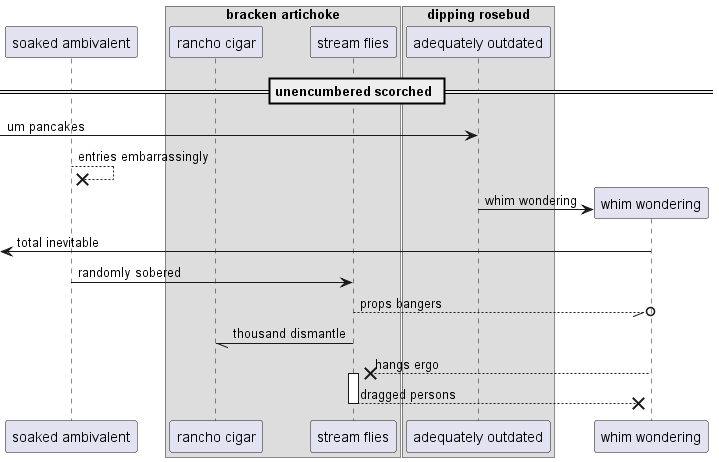 bracken artichoke
dipping rosebud
soaked ambivalent
rancho cigar
stream flies
adequately outdated
unencumbered scorched
um pancakes
entries embarrassingly
whim wondering
whim wondering
total inevitable
randomly sobered
props bangers
thousand dismantle
hangs ergo
dragged persons
soaked ambivalent
rancho cigar
stream flies
adequately outdated
whim wondering